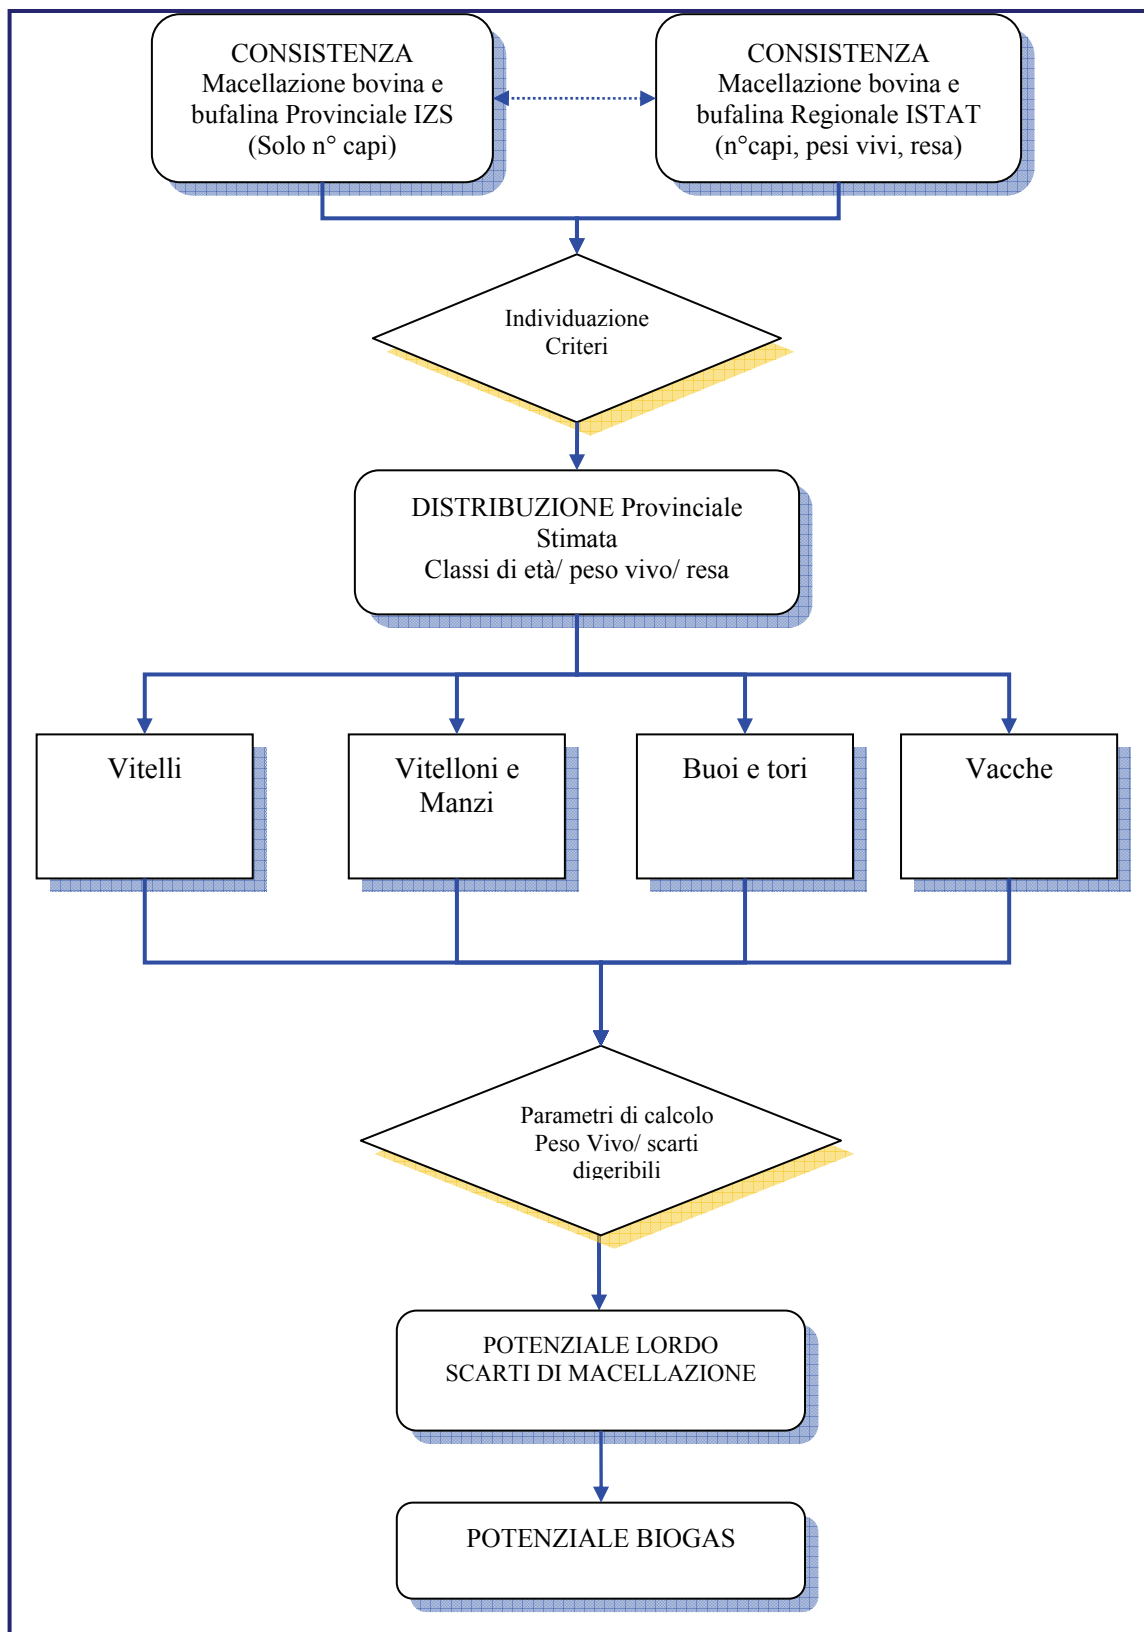 CONSISTENZA
Macellazione bovina e
bufalina Provinciale IZS
(Solo n° capi)
CONSISTENZA
Macellazione bovina e
bufalina Regionale ISTAT
(n°capi, pesi vivi, resa)
Individuazione
Criteri
DISTRIBUZIONE Provinciale
Stimata
Classi di età/ peso vivo/ resa
Vitelli
Vitelloni e
Manzi
Buoi e tori
Vacche
Parametri di calcolo
Peso Vivo/ scarti
digeribili
POTENZIALE LORDO
SCARTI DI MACELLAZIONE
POTENZIALE BIOGAS